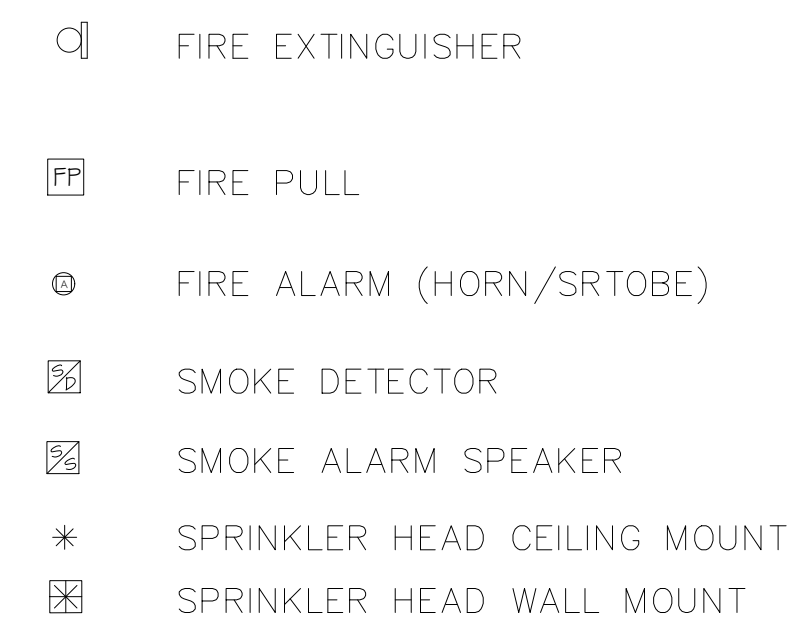 FIRE EXTINGUISHER
FP FIRE PULL
A FIRE ALARM (HORN/SRTOBE)
S/D SMOKE DETECTOR
S/S SMOKE ALARM SPEAKER
SPRINKLER HEAD CEILING MOUNT
SPRINKLER HEAD WALL MOUNT